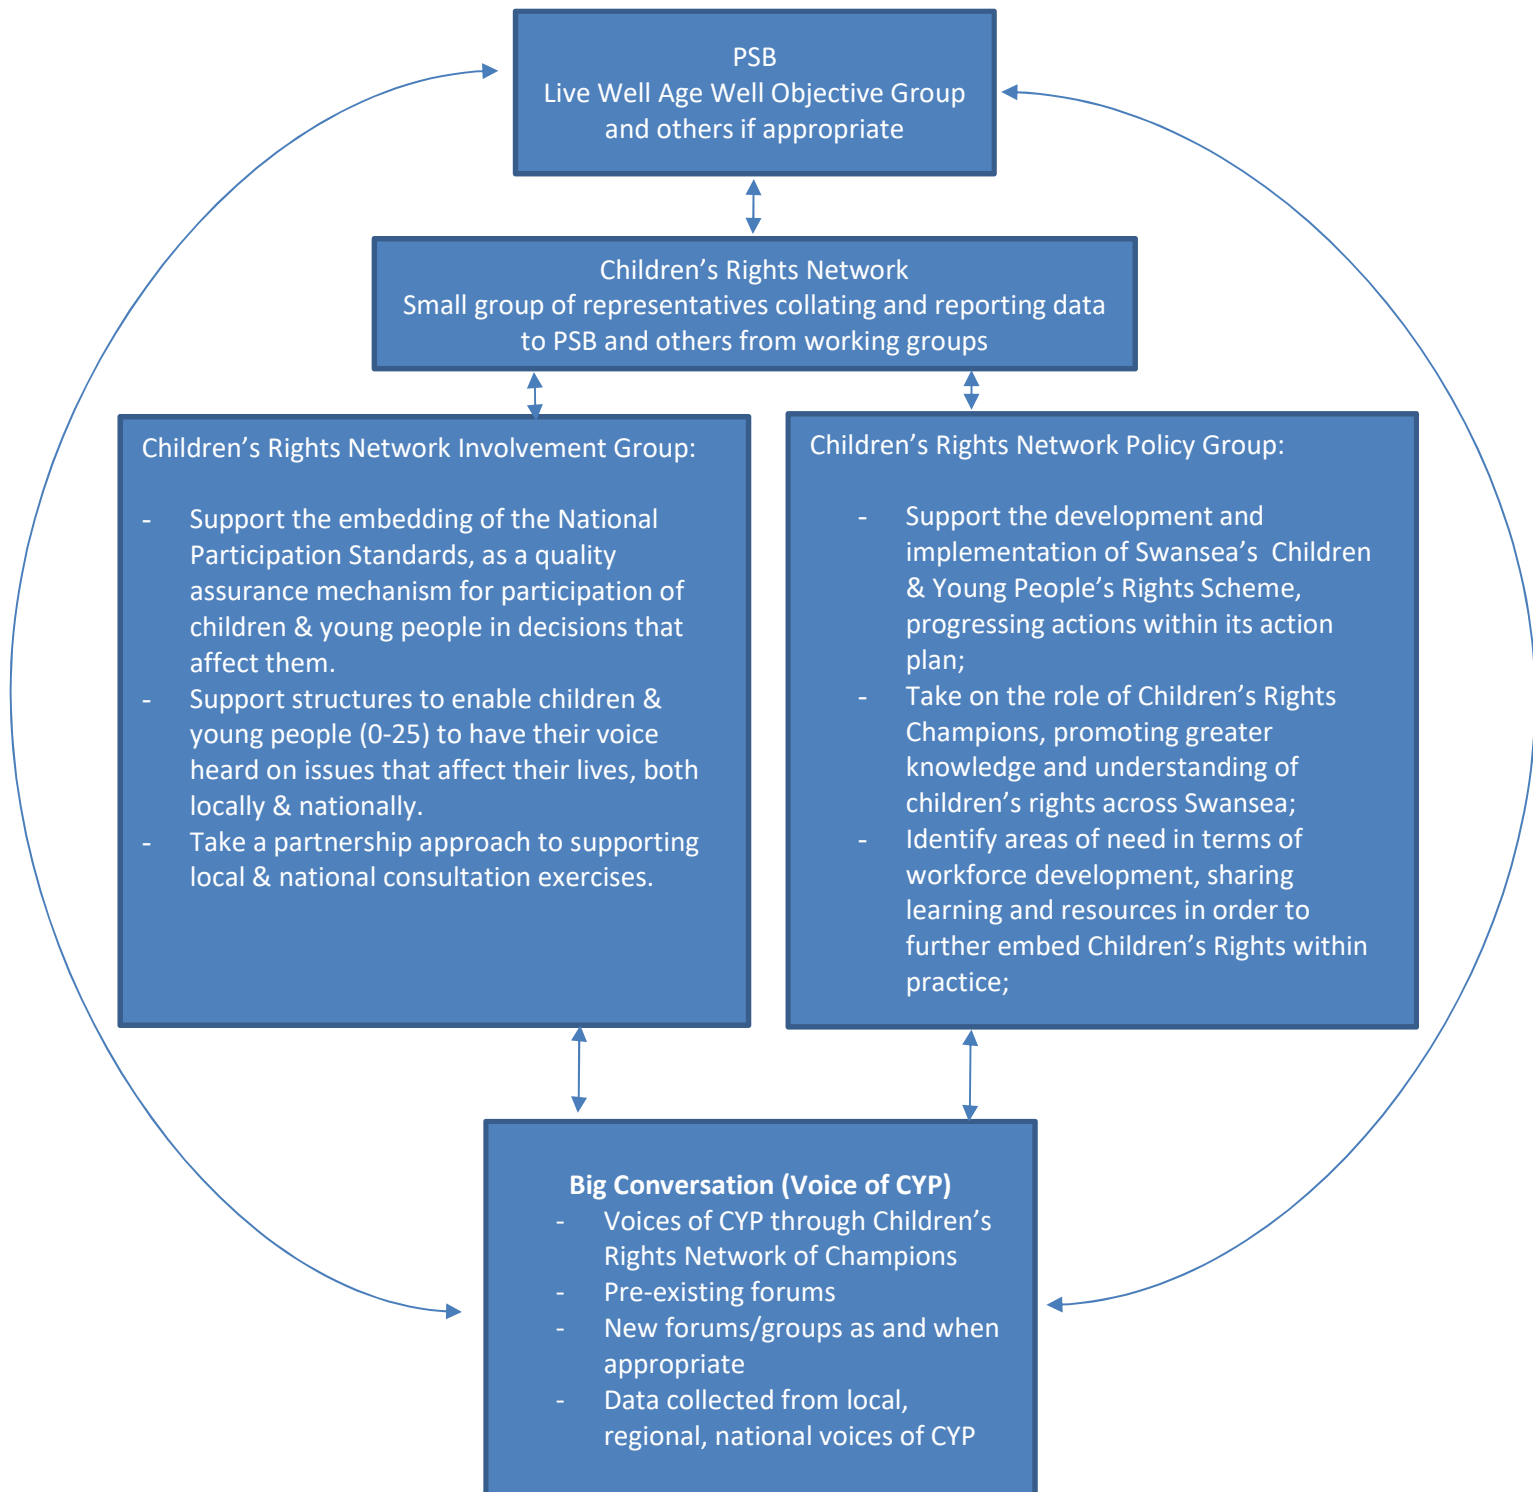 PSB
Live Well Age Well Objective Group
and others if appropriate
Children’s Rights Network
Small group of representatives collating and reporting data
to PSB and others from working groups
Children’s Rights Network Involvement Group:
- Support the embedding of the National
Participation Standards, as a quality
assurance mechanism for participation of
children & young people in decisions that
affect them.
- Support structures to enable children &
young people (0-25) to have their voice
heard on issues that affect their lives, both
locally & nationally.
- Take a partnership approach to supporting
local & national consultation exercises.
Children’s Rights Network Policy Group:
- Support the development and
implementation of Swansea’s  Children
& Young People’s Rights Scheme,
progressing actions within its action
plan;
- Take on the role of Children’s Rights
Champions, promoting greater
knowledge and understanding of
children’s rights across Swansea;
- Identify areas of need in terms of
workforce development, sharing
learning and resources in order to
further embed Children’s Rights within
practice;
Big Conversation (Voice of CYP)
- Voices of CYP through Children’s
Rights Network of Champions
- Pre-existing forums
- New forums/groups as and when
appropriate
- Data collected from local,
regional, national voices of CYP